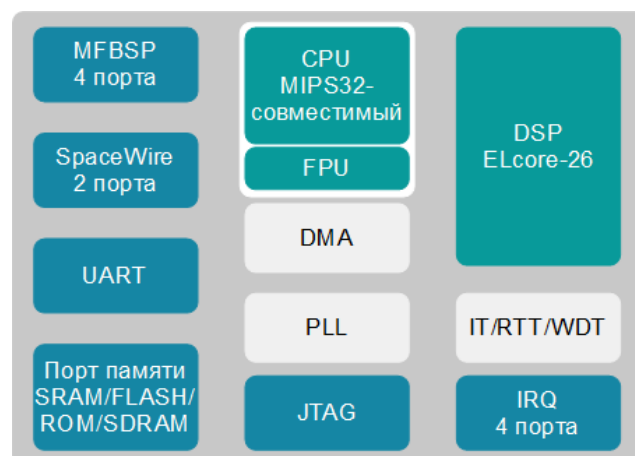 MFBSP
4 порта
SpaceWire
2 порта
UART
Порт памяти
SRAM/FLASH/
ROM/SDRAM
CPU
MIPS32-
совместимый
FPU
DMA
PLL
JTAG
DSP
ELcore-26
IT/RTT/WDT
IRQ
4 порта